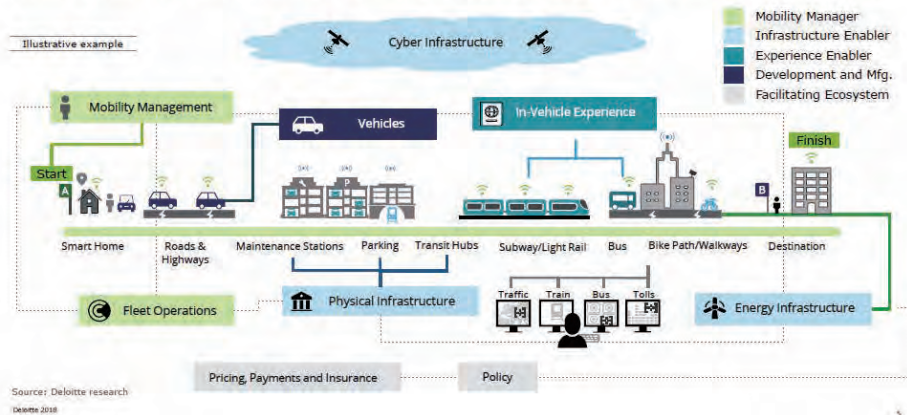 Illustrative example
Cyber Infrastructure
Mobility Manager
Infrastructure Enabler
Experience Enabler
Development and Mfg.
Facilitating Ecosystem
Mobility Management
Vehicles
In-Vehicle Experience
Start
Finish
A
P
B
Smart Home
Roads &
Highways
Maintenance Stations
Parking
Transit Hubs
Subway/Light Rail
Bus
Bike Path/Walkways
Destination
Traffic
Train
Bus
Tolls
Fleet Operations
Physical Infrastructure
Energy Infrastructure
Pricing, Payments and Insurance
Policy
Source: Deloitte research
Deloitte 2018